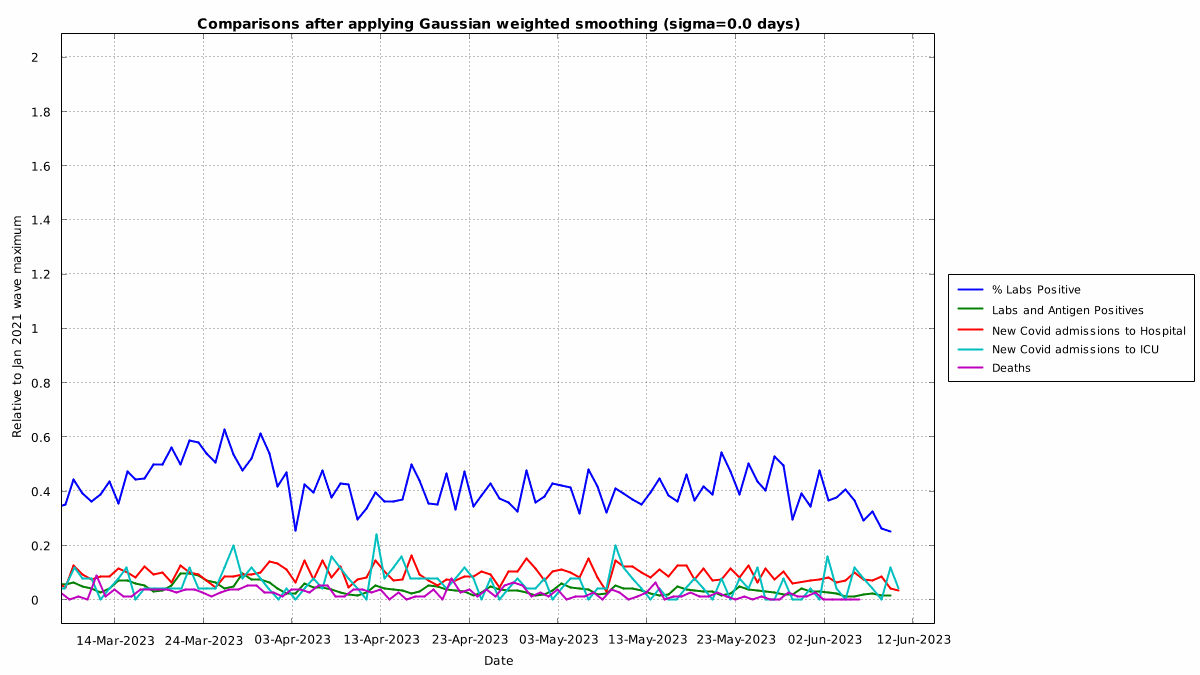 Comparisons after applying Gaussian weighted smoothing (sigma=0.0 days)
Relative to Jan 2021 wave maximum
2
1.8
1.6
1.4
1.2
1
0.8
0.6
0.4
0.2
0
14-Mar-2023 24-Mar-2023 03-Apr-2023 13-Apr-2023 23-Apr-2023 03-May-2023 13-May-2023 23-May-2023 02-Jun-2023 12-Jun-2023
Date
% Labs Positive
Labs and Antigen Positives
New Covid admissions to Hospital
New Covid admissions to ICU
Deaths